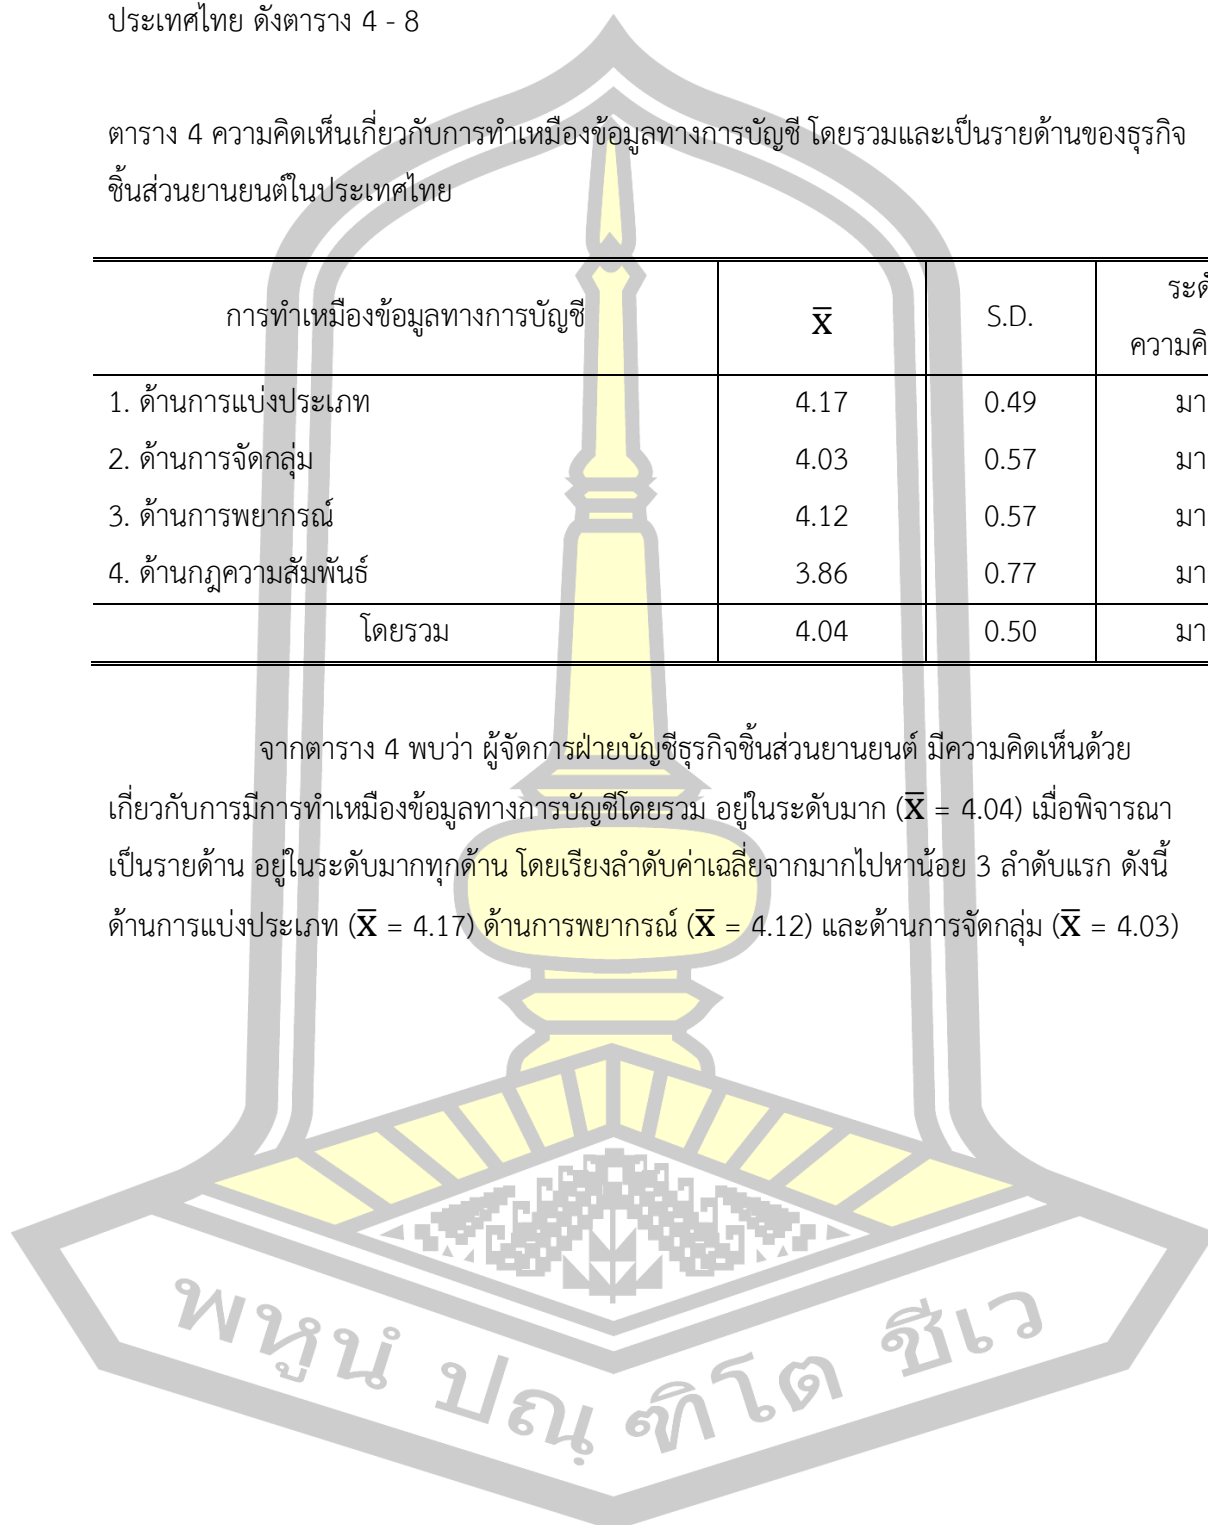 ประเทศไทย ดังตาราง 4 - 8
ตาราง 4 ความคิดเห็นเกี่ยวกับการทำเหมืองข้อมูลทางการบัญชี โดยรวมและเป็นรายด้านของธุรกิจ
ชิ้นส่วนยานยนต์ในประเทศไทย
การทำเหมืองข้อมูลทางการบัญชี X̅ S.D.
1. ด้านการแบ่งประเภท 4.17 0.49
2. ด้านการจัดกลุ่ม 4.03 0.57
3. ด้านการพยากรณ์ 4.12 0.57
4. ด้านกฎความสัมพันธ์ 3.86 0.77
โดยรวม 4.04 0.50
จากตาราง 4 พบว่า ผู้จัดการฝ่ายบัญชีธุรกิจชิ้นส่วนยานยนต์ มีความคิดเห็นด้วย
เกี่ยวกับการมีการทำเหมืองข้อมูลทางการบัญชีโดยรวม อยู่ในระดับมาก (X̅ = 4.04) เมื่อพิจารณา
เป็นรายด้าน อยู่ในระดับมากทุกด้าน โดยเรียงลำดับค่าเฉลี่ยจากมากไปหาน้อย 3 ลำดับแรก ดังนี้
ด้านการแบ่งประเภท (X̅ = 4.17) ด้านการพยากรณ์ (X̅ = 4.12) และด้านการจัดกลุ่ม (X̅ = 4.03)
พหูนํ ปณฺฑิโต ชีเว